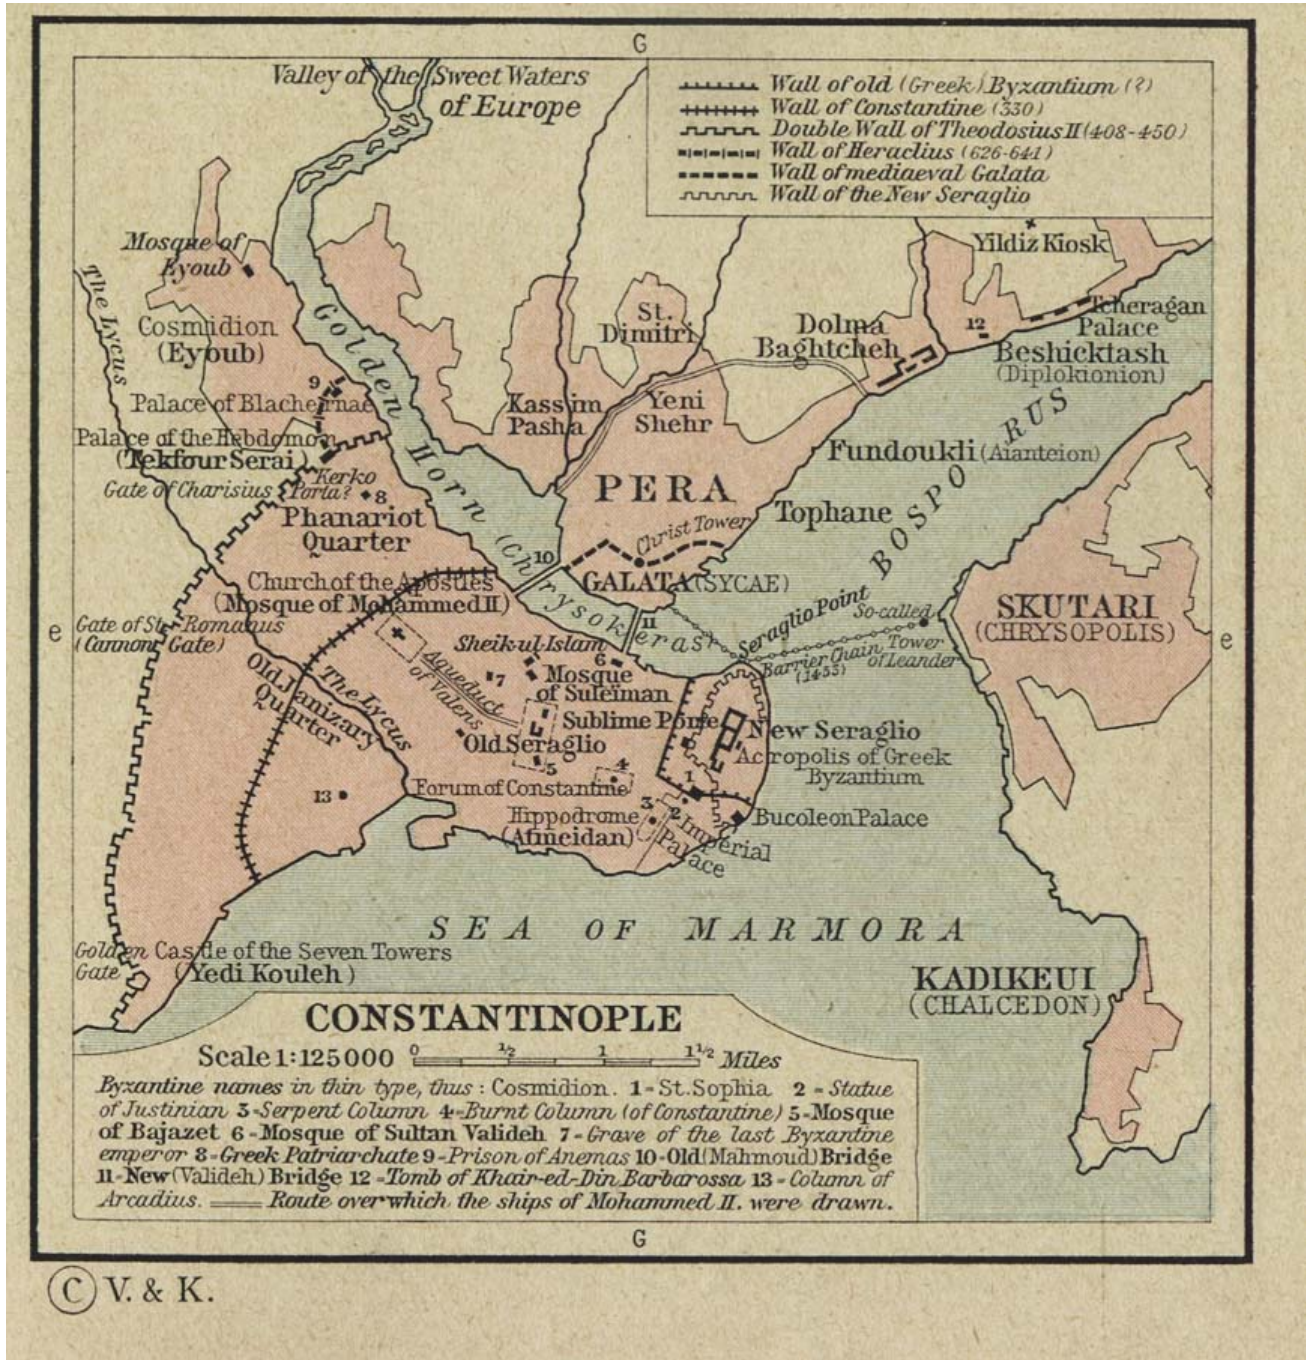 G
Valley of the Sweet Waters
of Europe
Wall of old (Greek) Byzantium (?)
Wall of Constantine (330)
Double Wall of Theodosius II (408-450)
Wall of Heraclius (626-641)
Wall of mediaeval Galata
Wall of the New Seraglio
Yildiz Kiosk
Mosque of
Eyoub
The Lycus
Golden Horn (Chrysokeras)
Cosmidion
(Eyoub)
St.
Dimitri
Dolma
Baghtcheh
12
Tcheragan
Palace
Beshicktash
(Diplokionion)
9
Palace of Blachernae
Kassim
Pasha
Yeni
Shehr
Palace of the Hebdomon
(Tekfour Serai)
Fundoukli (Aianteion)
BOSPORUS
Gate of Charisius
Kerko
Porta?
8
PERA
Tophane
Phanariot
Quarter
Christ Tower
10
Church of the Apostles
(Mosque of Mohammed II)
GALATA (SYCAE)
SKUTARI
(CHRYSOPOLIS)
11
Seraglio Point
So-called
Tower
of Leander
Barrier Chain
(1453)
e
Gate of St. Romanus
(Cannon Gate)
e
Sheik ul Islam
6
7
Mosque
of Suleiman
Aqueduct
of Valens
Old Janizary
Quarter
The Lycus
Sublime Porte
New Seraglio
Old Seraglio
Acropolis of Greek
Byzantium
5
4
Forum of Constantine
1
13
Hippodrome
(Atmeidan)
3
2
Imperial
Palace
Bucoleon Palace
SEA OF MARMORA
Golden
Gate
Castle of the Seven Towers
(Yedi Kouleh)
KADIKEUI
(CHALCEDON)
CONSTANTINOPLE
Scale 1:125000 0 1/2 1 1 1/2 Miles
Byzantine names in thin type, thus: Cosmidion. 1-St. Sophia 2-Statue
of Justinian 3-Serpent Column 4-Burnt Column (of Constantine) 5-Mosque
of Bajazet 6-Mosque of Sultan Valideh 7-Grave of the last Byzantine
emperor 8-Greek Patriarchate 9-Prison of Anemas 10-Old (Mahmoud) Bridge
11-New (Valideh) Bridge 12-Tomb of Khair-ed-Din Barbarossa 13-Column of
Arcadius. Route over which the ships of Mohammed II. were drawn.
G
© V. & K.